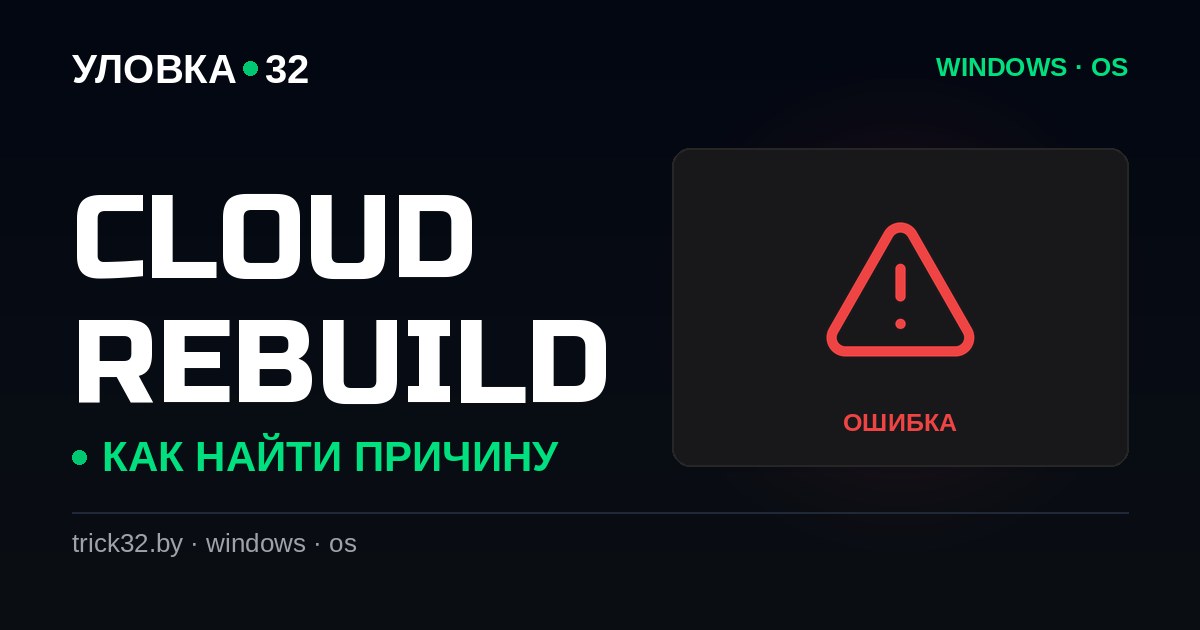 УЛОВКА•32
WINDOWS · OS
CLOUD
REBUILD
• КАК НАЙТИ ПРИЧИНУ
ОШИБКА
trick32.by · windows · os